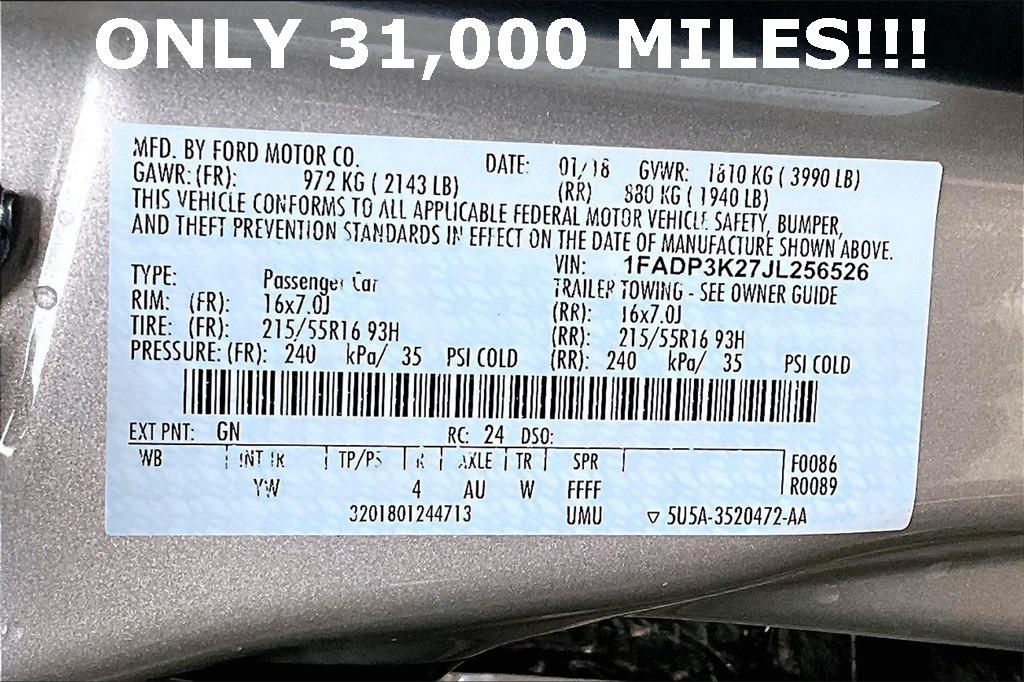 ONLY 31,000 MILES!!!
MFD. BY FORD MOTOR CO. DATE: 01/18 GVWR: 1810 KG ( 3990 LB)
GAWR: (FR): 972 KG ( 2143 LB) (RR) 880 KG ( 1940 LB)
THIS VEHICLE CONFORMS TO ALL APPLICABLE FEDERAL MOTOR VEHICLE SAFETY, BUMPER,
AND THEFT PREVENTION STANDARDS IN EFFECT ON THE DATE OF MANUFACTURE SHOWN ABOVE.
VIN: 1FADP3K27JL256526
TYPE: Passenger Car TRAILER TOWING - SEE OWNER GUIDE
RIM: (FR): 16x7.0J (RR): 16x7.0J
TIRE: (FR): 215/55R16 93H (RR): 215/55R16 93H
PRESSURE: (FR): 240 kPa/ 35 PSI COLD (RR): 240 kPa/ 35 PSI COLD
EXT PNT: GN RC: 24 DSO:
WB INT TR TP/PS R AXLE TR SPR F0086
YW 4 AU W FFFF R0089
3201801244713 UMU ▽ 5U5A-3520472-AA